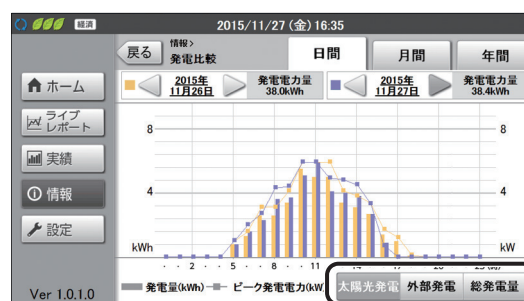 経済
2015/11/27 (金) 16:35
戻る
情報>
発電比較
日間
月間
年間
ホーム
ライブ
レポート
実績
情報
設定
Ver 1.0.1.0
2015年
11月26日
発電電力量
38.0kWh
2015年
11月27日
発電電力量
38.4kWh
8
8
4
4
kWh
kW
2
5
8
11
14
発電量(kWh)
ピーク発電電力(kW)
太陽光発電
外部発電
総発電量